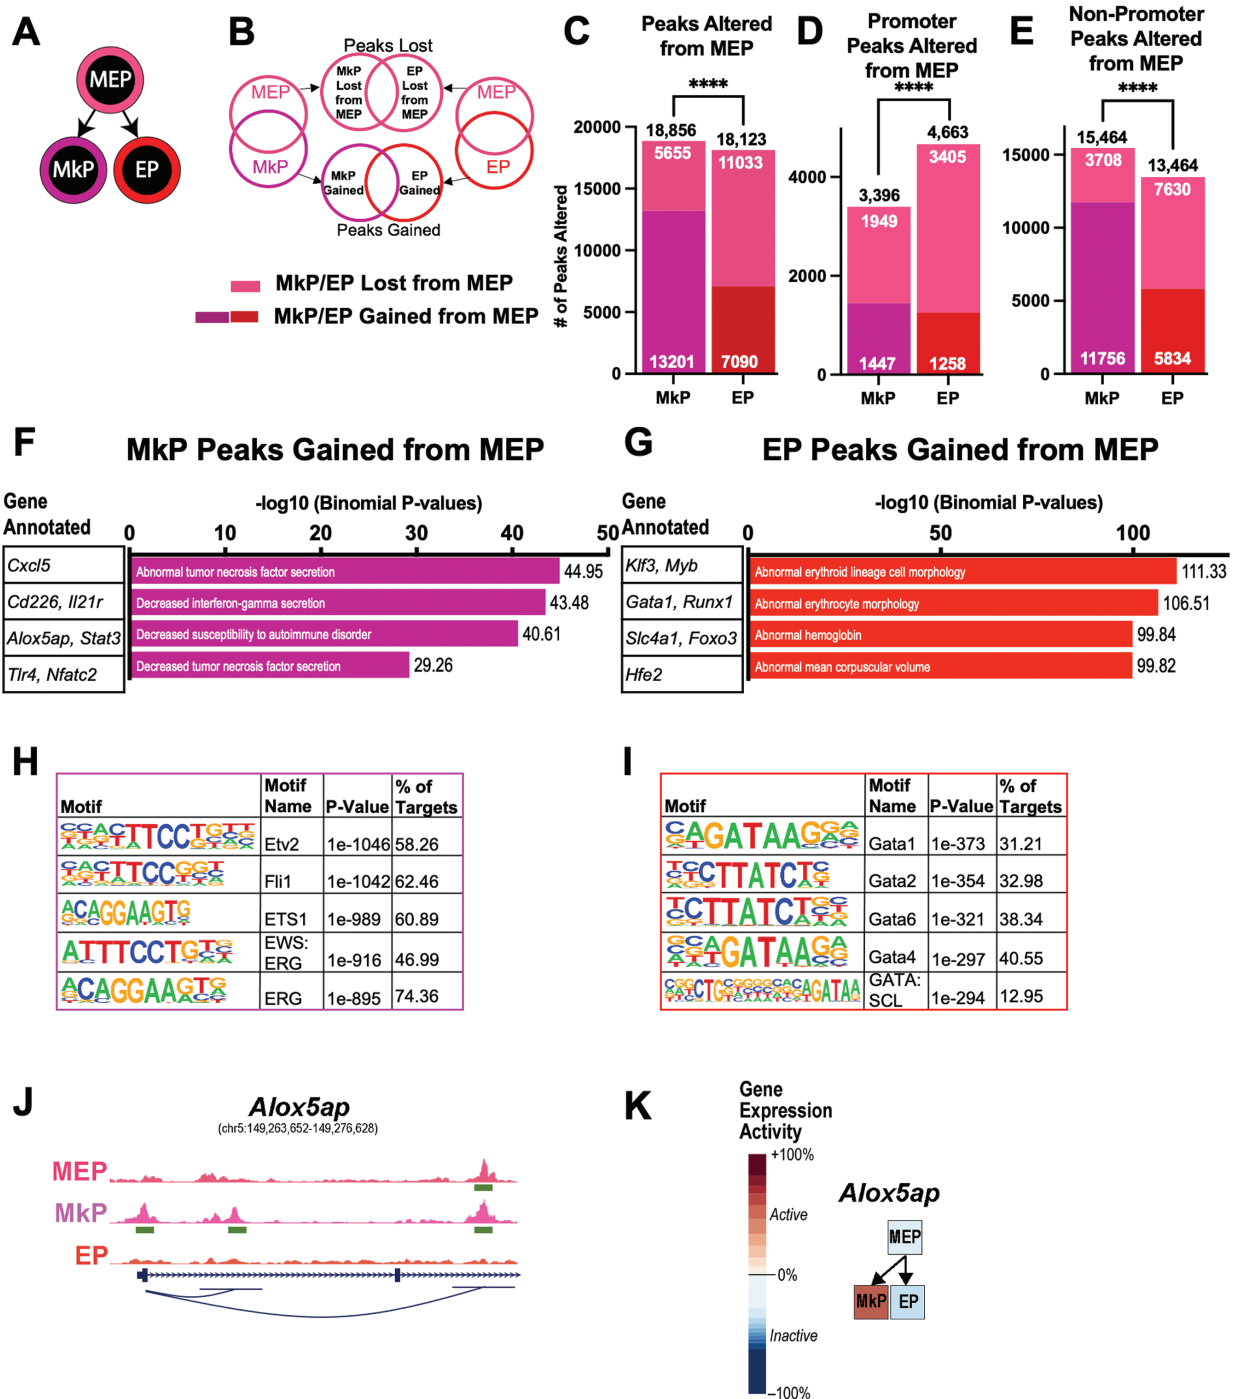 A
MEP
MkP
EP
B
Peaks Lost
MEP
MkP
MkP
Lost
from
MEP
EP
Lost
from
MEP
MEP
EP
MkP
Gained
EP
Gained
Peaks Gained
MkP/EP Lost from MEP
MkP/EP Gained from MEP
C
Peaks Altered
from MEP
****
# of Peaks Altered
20000
15000
10000
5000
0
18,856
5655
13201
18,123
11033
7090
MkP
EP
D
Promoter
Peaks Altered
from MEP
****
4000
2000
0
3,396
1949
1447
4,663
3405
1258
MkP
EP
E
Non-Promoter
Peaks Altered
from MEP
****
15000
10000
5000
0
15,464
3708
11756
13,464
7630
5834
MkP
EP
F
MkP Peaks Gained from MEP
Gene
Annotated
-log10 (Binomial P-values)
0 10 20 30 40 50
Cxcl5
Abnormal tumor necrosis factor secretion
44.95
Cd226, Il21r
Decreased interferon-gamma secretion
43.48
Alox5ap, Stat3
Decreased susceptibility to autoimmune disorder
40.61
Tlr4, Nfatc2
Decreased tumor necrosis factor secretion
29.26
G
EP Peaks Gained from MEP
Gene
Annotated
-log10 (Binomial P-values)
0 50 100
Klf3, Myb
Abnormal erythroid lineage cell morphology
111.33
Gata1, Runx1
Abnormal erythrocyte morphology
106.51
Slc4a1, Foxo3
Abnormal hemoglobin
99.84
Hfe2
Abnormal mean corpuscular volume
99.82
H
Motif
Motif
Name
P-Value
% of
Targets
Etv2 1e-1046 58.26
Fli1 1e-1042 62.46
ETS1 1e-989 60.89
EWS:
ERG
1e-916 46.99
ERG 1e-895 74.36
I
Motif
Motif
Name
P-Value
% of
Targets
Gata1 1e-373 31.21
Gata2 1e-354 32.98
Gata6 1e-321 38.34
Gata4 1e-297 40.55
GATA:
SCL
1e-294 12.95
J
Alox5ap
(chr5:149,263,652-149,276,628)
MEP
MkP
EP
K
Gene
Expression
Activity
+100%
Active
0%
Inactive
–100%
Alox5ap
MEP
MkP
EP